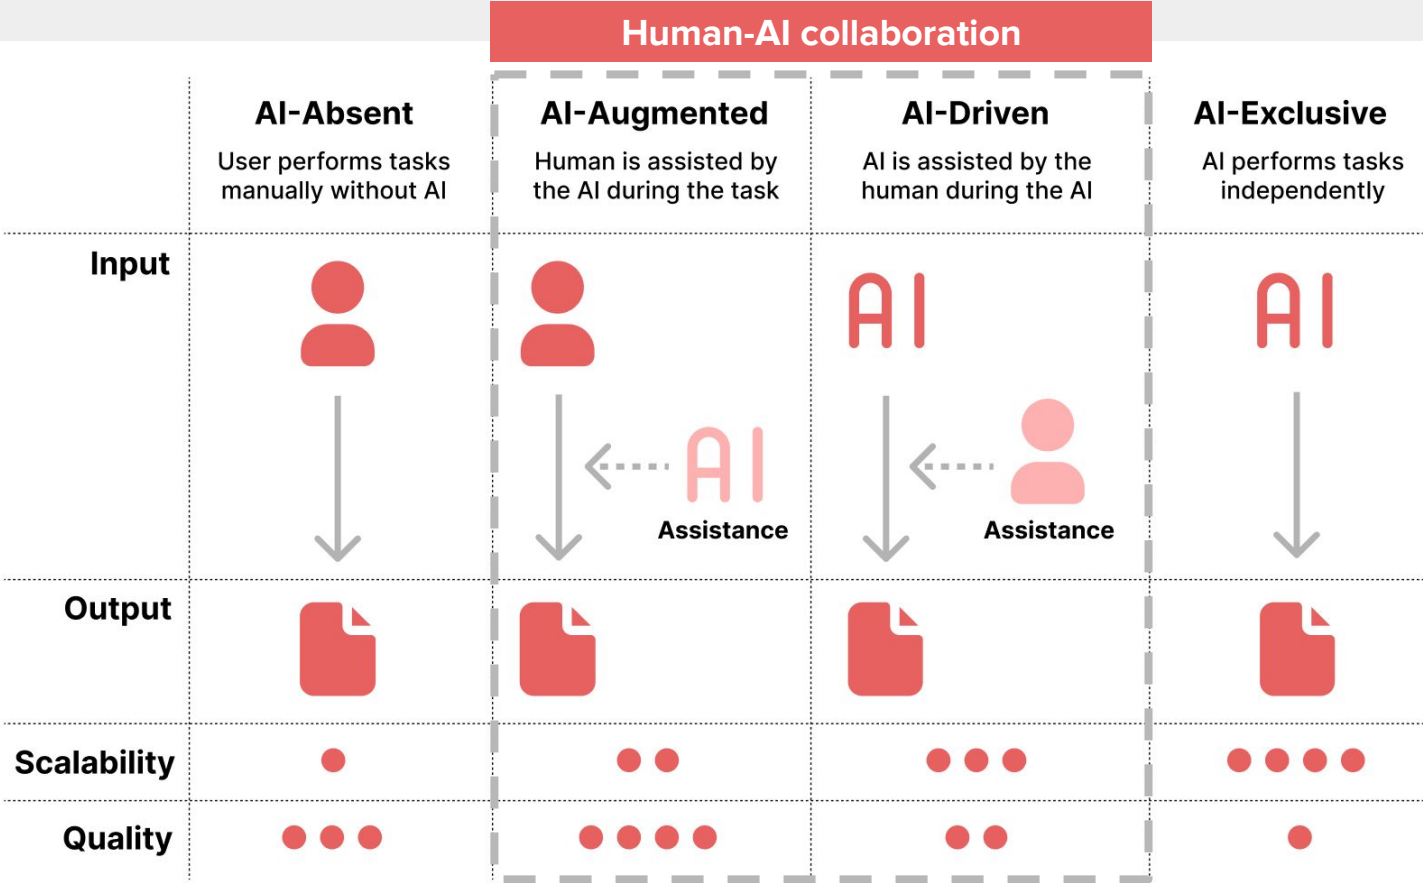 Human-AI collaboration
AI-Absent
User performs tasks
manually without AI
AI-Augmented
Human is assisted by
the AI during the task
AI-Driven
AI is assisted by the
human during the AI
AI-Exclusive
AI performs tasks
independently
Input
AI
AI
AI
Assistance
Assistance
Output
Scalability
Quality